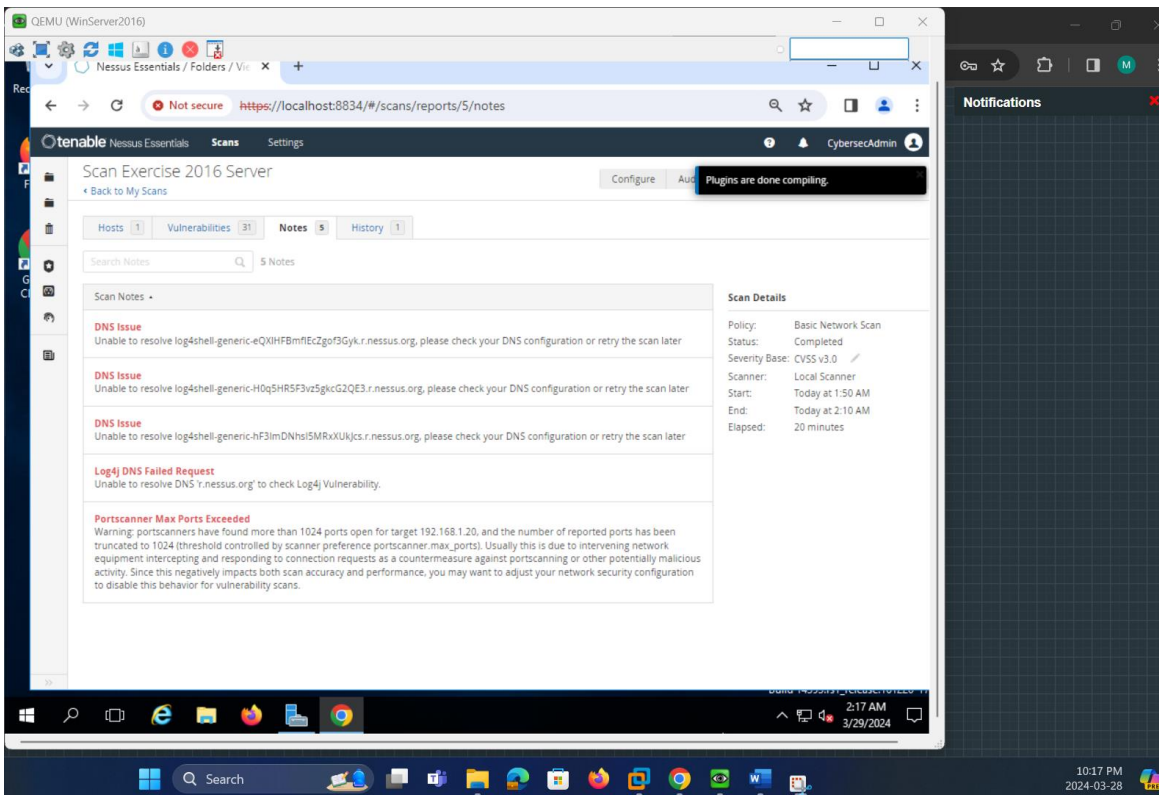 QEMU (WinServer2016)
Nessus Essentials / Folders / Vie
Not secure https://localhost:8834/#/scans/reports/5/notes
Notifications
tenable Nessus Essentials Scans Settings CybersecAdmin
Scan Exercise 2016 Server
Back to My Scans
Configure Aud
Plugins are done compiling.
Hosts 1 Vulnerabilities 31 Notes 5 History 1
Search Notes 5 Notes
Scan Notes
DNS Issue
Unable to resolve log4shell-generic-eQXIHFBmfIEcZgof3Gyk.r.nessus.org, please check your DNS configuration or retry the scan later
DNS Issue
Unable to resolve log4shell-generic-H0q5HR5F3vz5gkcG2QE3.r.nessus.org, please check your DNS configuration or retry the scan later
DNS Issue
Unable to resolve log4shell-generic-hF3ImDNhsI5MRxXUkJcs.r.nessus.org, please check your DNS configuration or retry the scan later
Log4j DNS Failed Request
Unable to resolve DNS 'r.nessus.org' to check Log4j Vulnerability.
Portscanner Max Ports Exceeded
Warning: portscanners have found more than 1024 ports open for target 192.168.1.20, and the number of reported ports has been
truncated to 1024 (threshold controlled by scanner preference portscanner.max_ports). Usually this is due to intervening network
equipment intercepting and responding to connection requests as a countermeasure against portscanning or other potentially malicious
activity. Since this negatively impacts both scan accuracy and performance, you may want to adjust your network security configuration
to disable this behavior for vulnerability scans.
Scan Details
Policy: Basic Network Scan
Status: Completed
Severity Base: CVSS v3.0
Scanner: Local Scanner
Start: Today at 1:50 AM
End: Today at 2:10 AM
Elapsed: 20 minutes
2:17 AM
3/29/2024
Search
10:17 PM
2024-03-28